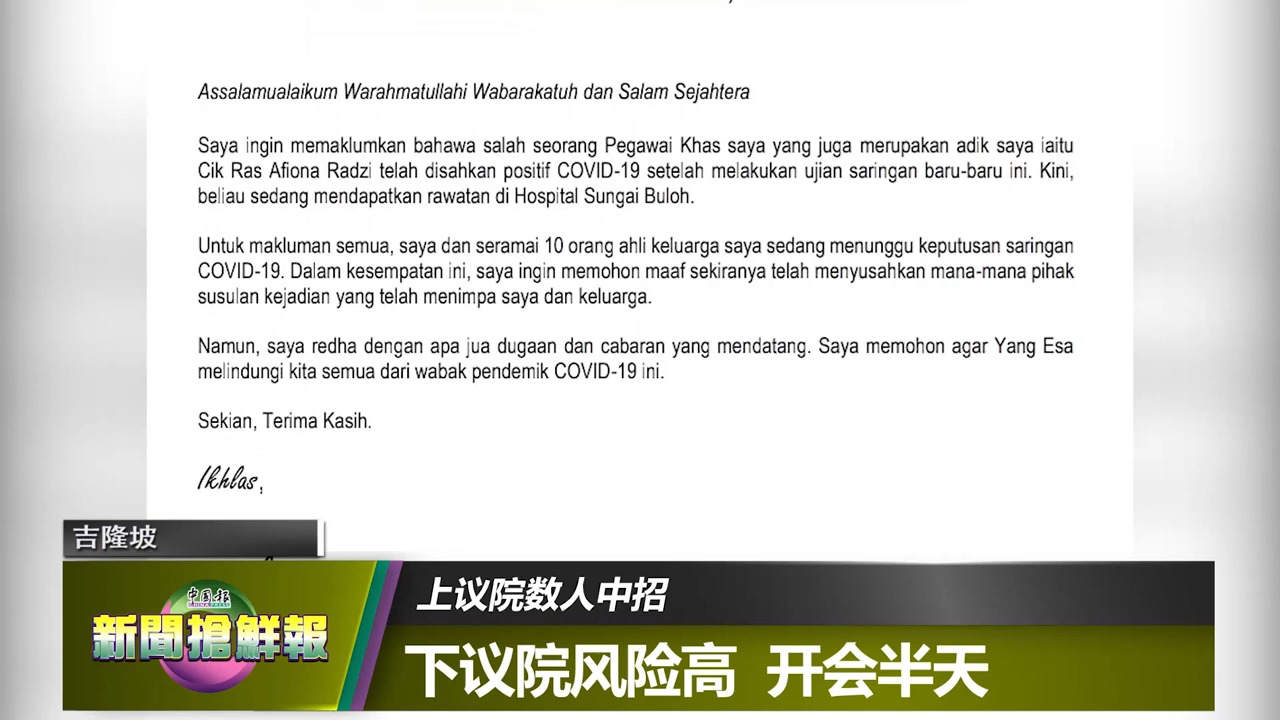 Assalamualaikum Warahmatullahi Wabarakatuh dan Salam Sejahtera
Saya ingin memaklumkan bahawa salah seorang Pegawai Khas saya yang juga merupakan adik saya iaitu
Cik Ras Afiona Radzi telah disahkan positif COVID-19 setelah melakukan ujian saringan baru-baru ini. Kini,
beliau sedang mendapatkan rawatan di Hospital Sungai Buloh.
Untuk makluman semua, saya dan seramai 10 orang ahli keluarga saya sedang menunggu keputusan saringan
COVID-19. Dalam kesempatan ini, saya ingin memohon maaf sekiranya telah menyusahkan mana-mana pihak
susulan kejadian yang telah menimpa saya dan keluarga.
Namun, saya redha dengan apa jua dugaan dan cabaran yang mendatang. Saya memohon agar Yang Esa
melindungi kita semua dari wabak pendemik COVID-19 ini.
Sekian, Terima Kasih.
Ikhlas,
吉隆坡
中国报
CHINA PRESS
新聞搶鮮報
上议院数人中招
下议院风险高 开会半天